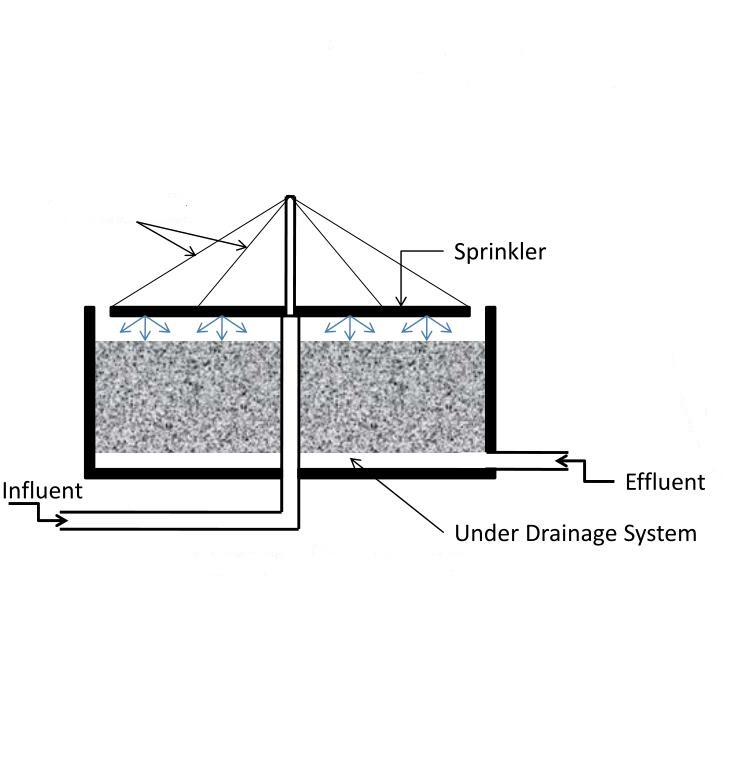 Sprinkler
Influent
Effluent
Under Drainage System